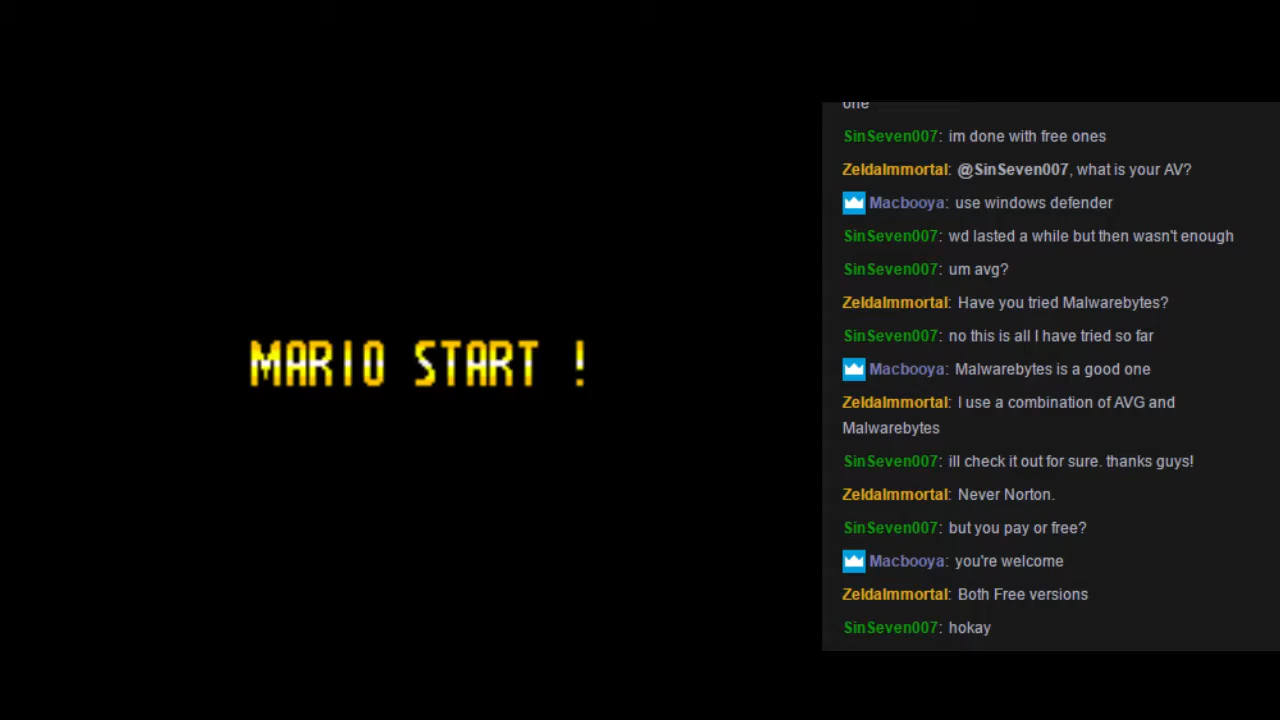 MARIO START !
one
SinSeven007: im done with free ones
ZeldaImmortal: @SinSeven007, what is your AV?
Macbooya: use windows defender
SinSeven007: wd lasted a while but then wasn't enough
SinSeven007: um avg?
ZeldaImmortal: Have you tried Malwarebytes?
SinSeven007: no this is all I have tried so far
Macbooya: Malwarebytes is a good one
ZeldaImmortal: I use a combination of AVG and
Malwarebytes
SinSeven007: ill check it out for sure. thanks guys!
ZeldaImmortal: Never Norton.
SinSeven007: but you pay or free?
Macbooya: you're welcome
ZeldaImmortal: Both Free versions
SinSeven007: hokay